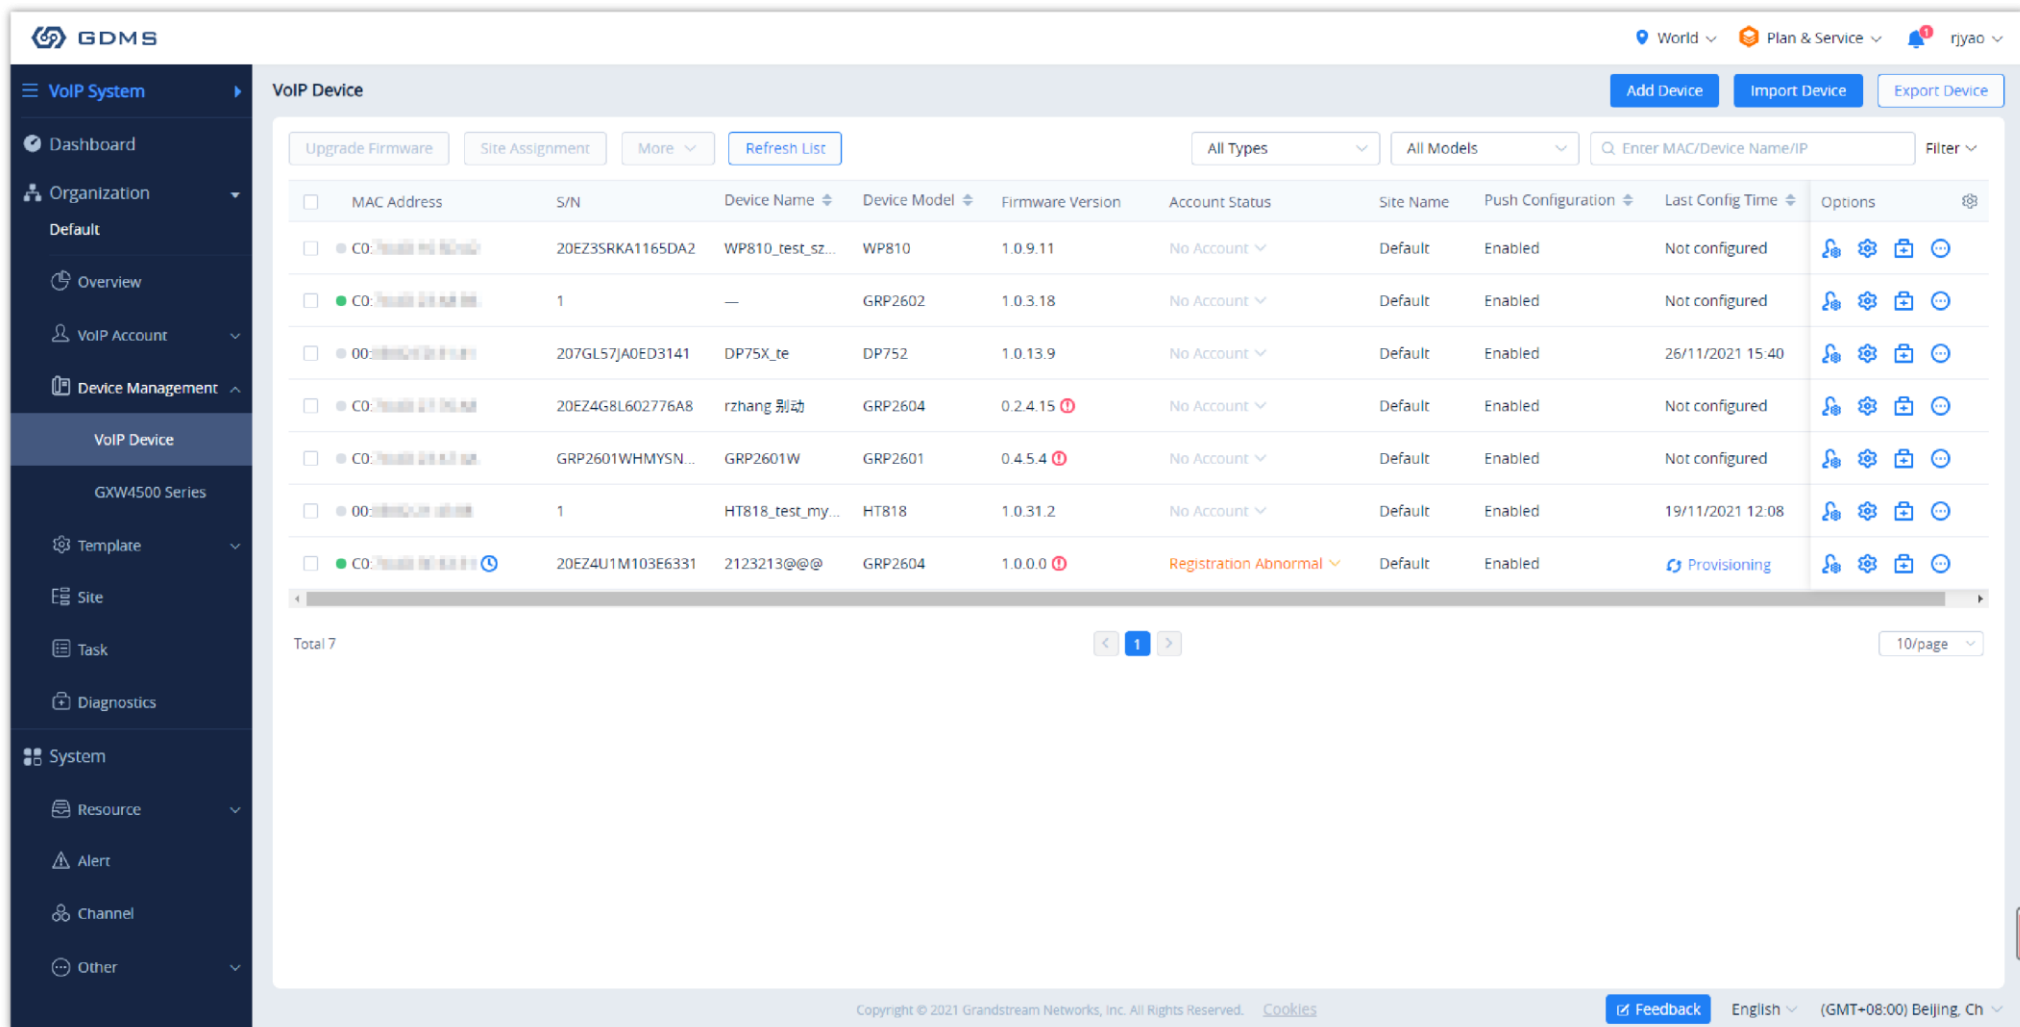 GDMS
World
Plan & Service
1
rjyao
VoIP System
VoIP Device
Add Device
Import Device
Export Device
Dashboard
Organization
Default
Overview
VoIP Account
Device Management
VoIP Device
GXW4500 Series
Template
Site
Task
Diagnostics
System
Resource
Alert
Channel
Other
Upgrade Firmware
Site Assignment
More
Refresh List
All Types
All Models
Enter MAC/Device Name/IP
Filter
MAC Address S/N Device Name Device Model Firmware Version Account Status Site Name Push Configuration Last Config Time Options
C0: 20EZ3SRKA1165DA2 WP810_test_sz... WP810 1.0.9.11 No Account Default Enabled Not configured
C0: 1 — GRP2602 1.0.3.18 No Account Default Enabled Not configured
00: 207GL57JA0ED3141 DP75X_te DP752 1.0.13.9 No Account Default Enabled 26/11/2021 15:40
C0: 20EZ4G8L602776A8 rzhang 别动 GRP2604 0.2.4.15 No Account Default Enabled Not configured
C0: GRP2601WHMYSN... GRP2601W GRP2601 0.4.5.4 No Account Default Enabled Not configured
00: 1 HT818_test_my... HT818 1.0.31.2 No Account Default Enabled 19/11/2021 12:08
C0: 20EZ4U1M103E6331 2123213@@@ GRP2604 1.0.0.0 Registration Abnormal Default Enabled Provisioning
Total 7
1
10/page
Copyright © 2021 Grandstream Networks, Inc. All Rights Reserved. Cookies
Feedback
English
(GMT+08:00) Beijing, Ch